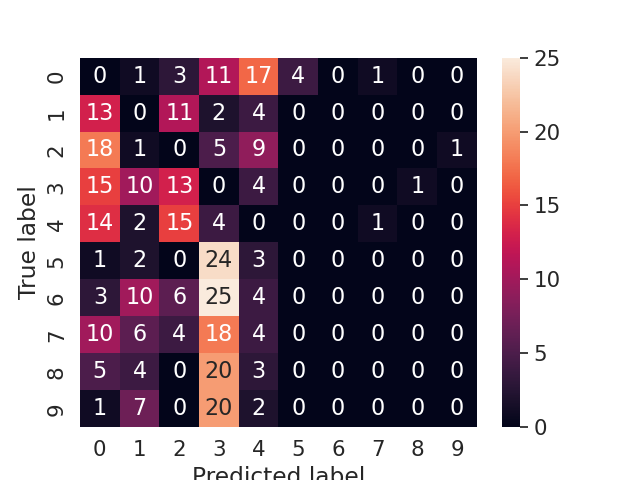 0 0 1 3 11 17 4 0 1 0 0
1 13 0 11 2 4 0 0 0 0 0
2 18 1 0 5 9 0 0 0 0 1
3 15 10 13 0 4 0 0 0 1 0
4 14 2 15 4 0 0 0 1 0 0
5 1 2 0 24 3 0 0 0 0 0
6 3 10 6 25 4 0 0 0 0 0
7 10 6 4 18 4 0 0 0 0 0
8 5 4 0 20 3 0 0 0 0 0
9 1 7 0 20 2 0 0 0 0 0
0 1 2 3 4 5 6 7 8 9
Predicted label
True label
25
20
15
10
5
0